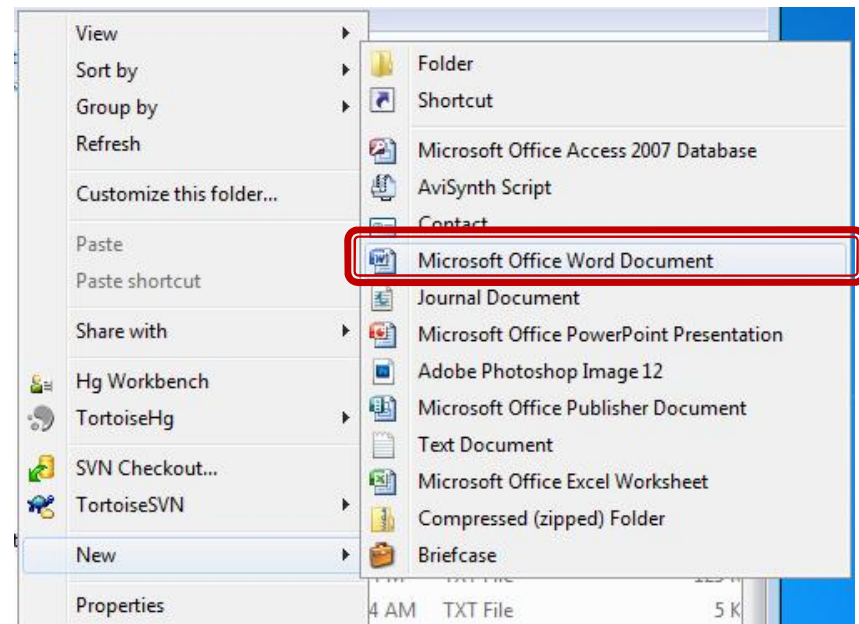 View
Sort by
Group by
Refresh
Customize this folder...
Paste
Paste shortcut
Share with
Hg Workbench
TortoiseHg
SVN Checkout...
TortoiseSVN
New
Properties
Folder
Shortcut
Microsoft Office Access 2007 Database
AviSynth Script
Contact
Microsoft Office Word Document
Journal Document
Microsoft Office PowerPoint Presentation
Adobe Photoshop Image 12
Microsoft Office Publisher Document
Text Document
Microsoft Office Excel Worksheet
Compressed (zipped) Folder
Briefcase
4 AM TXT File 5 K